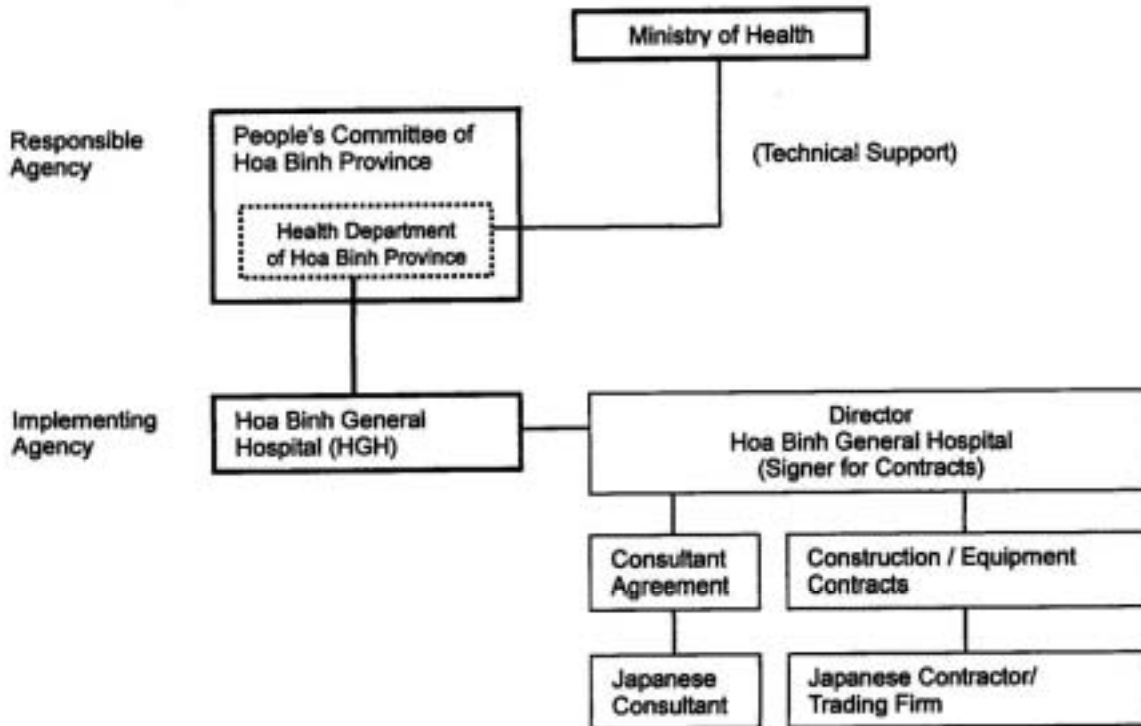 Ministry of Health
Responsible
Agency
People's Committee of
Hoa Binh Province
(Technical Support)
Health Department
of Hoa Binh Province
Implementing
Agency
Hoa Binh General
Hospital (HGH)
Director
Hoa Binh General Hospital
(Signer for Contracts)
Consultant
Agreement
Construction / Equipment
Contracts
Japanese
Consultant
Japanese Contractor/
Trading Firm